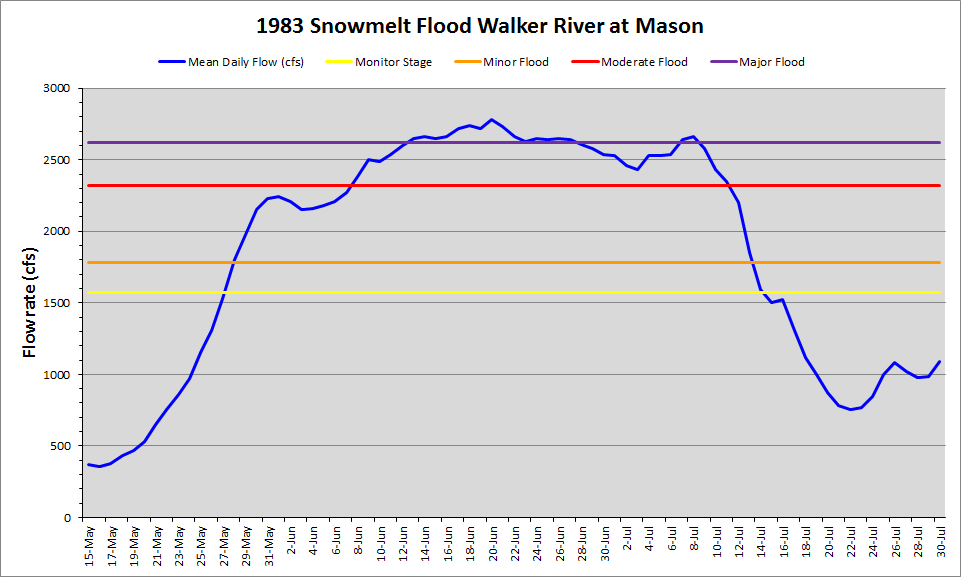 1983 Snowmelt Flood Walker River at Mason
Mean Daily Flow (cfs) Monitor Stage Minor Flood Moderate Flood Major Flood
Flow rate (cfs)
3000
2500
2000
1500
1000
500
0
15-May 17-May 19-May 21-May 23-May 25-May 27-May 29-May 31-May 2-Jun 4-Jun 6-Jun 8-Jun 10-Jun 12-Jun 14-Jun 16-Jun 18-Jun 20-Jun 22-Jun 24-Jun 26-Jun 28-Jun 30-Jun 2-Jul 4-Jul 6-Jul 8-Jul 10-Jul 12-Jul 14-Jul 16-Jul 18-Jul 20-Jul 22-Jul 24-Jul 26-Jul 28-Jul 30-Jul